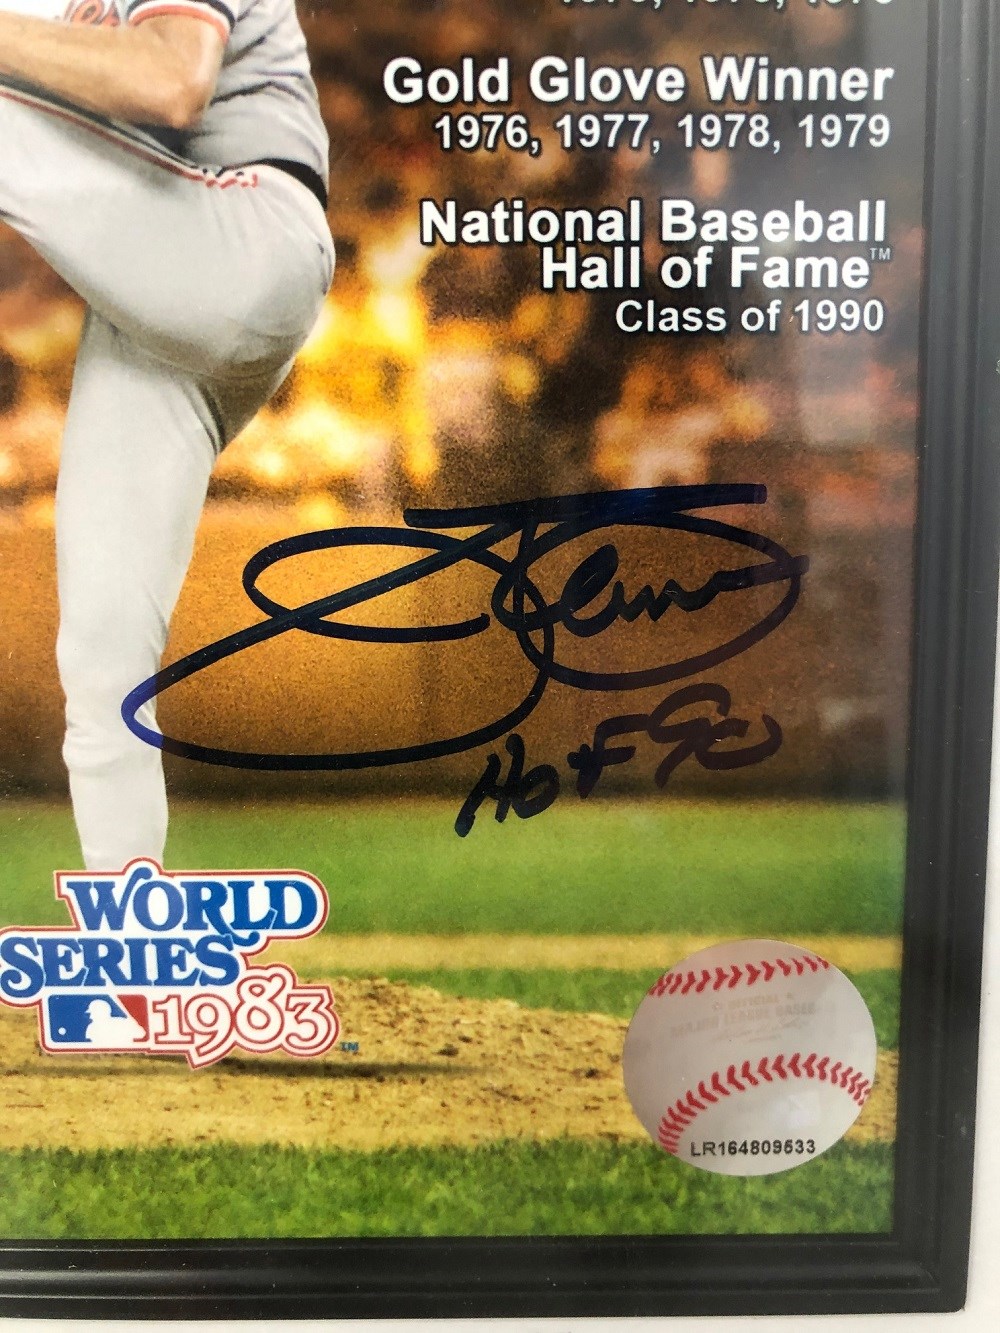 Gold Glove Winner
1976, 1977, 1978, 1979
National Baseball
Hall of Fame™
Class of 1990
HOF 90
WORLD
SERIES
1983™
LR164809533